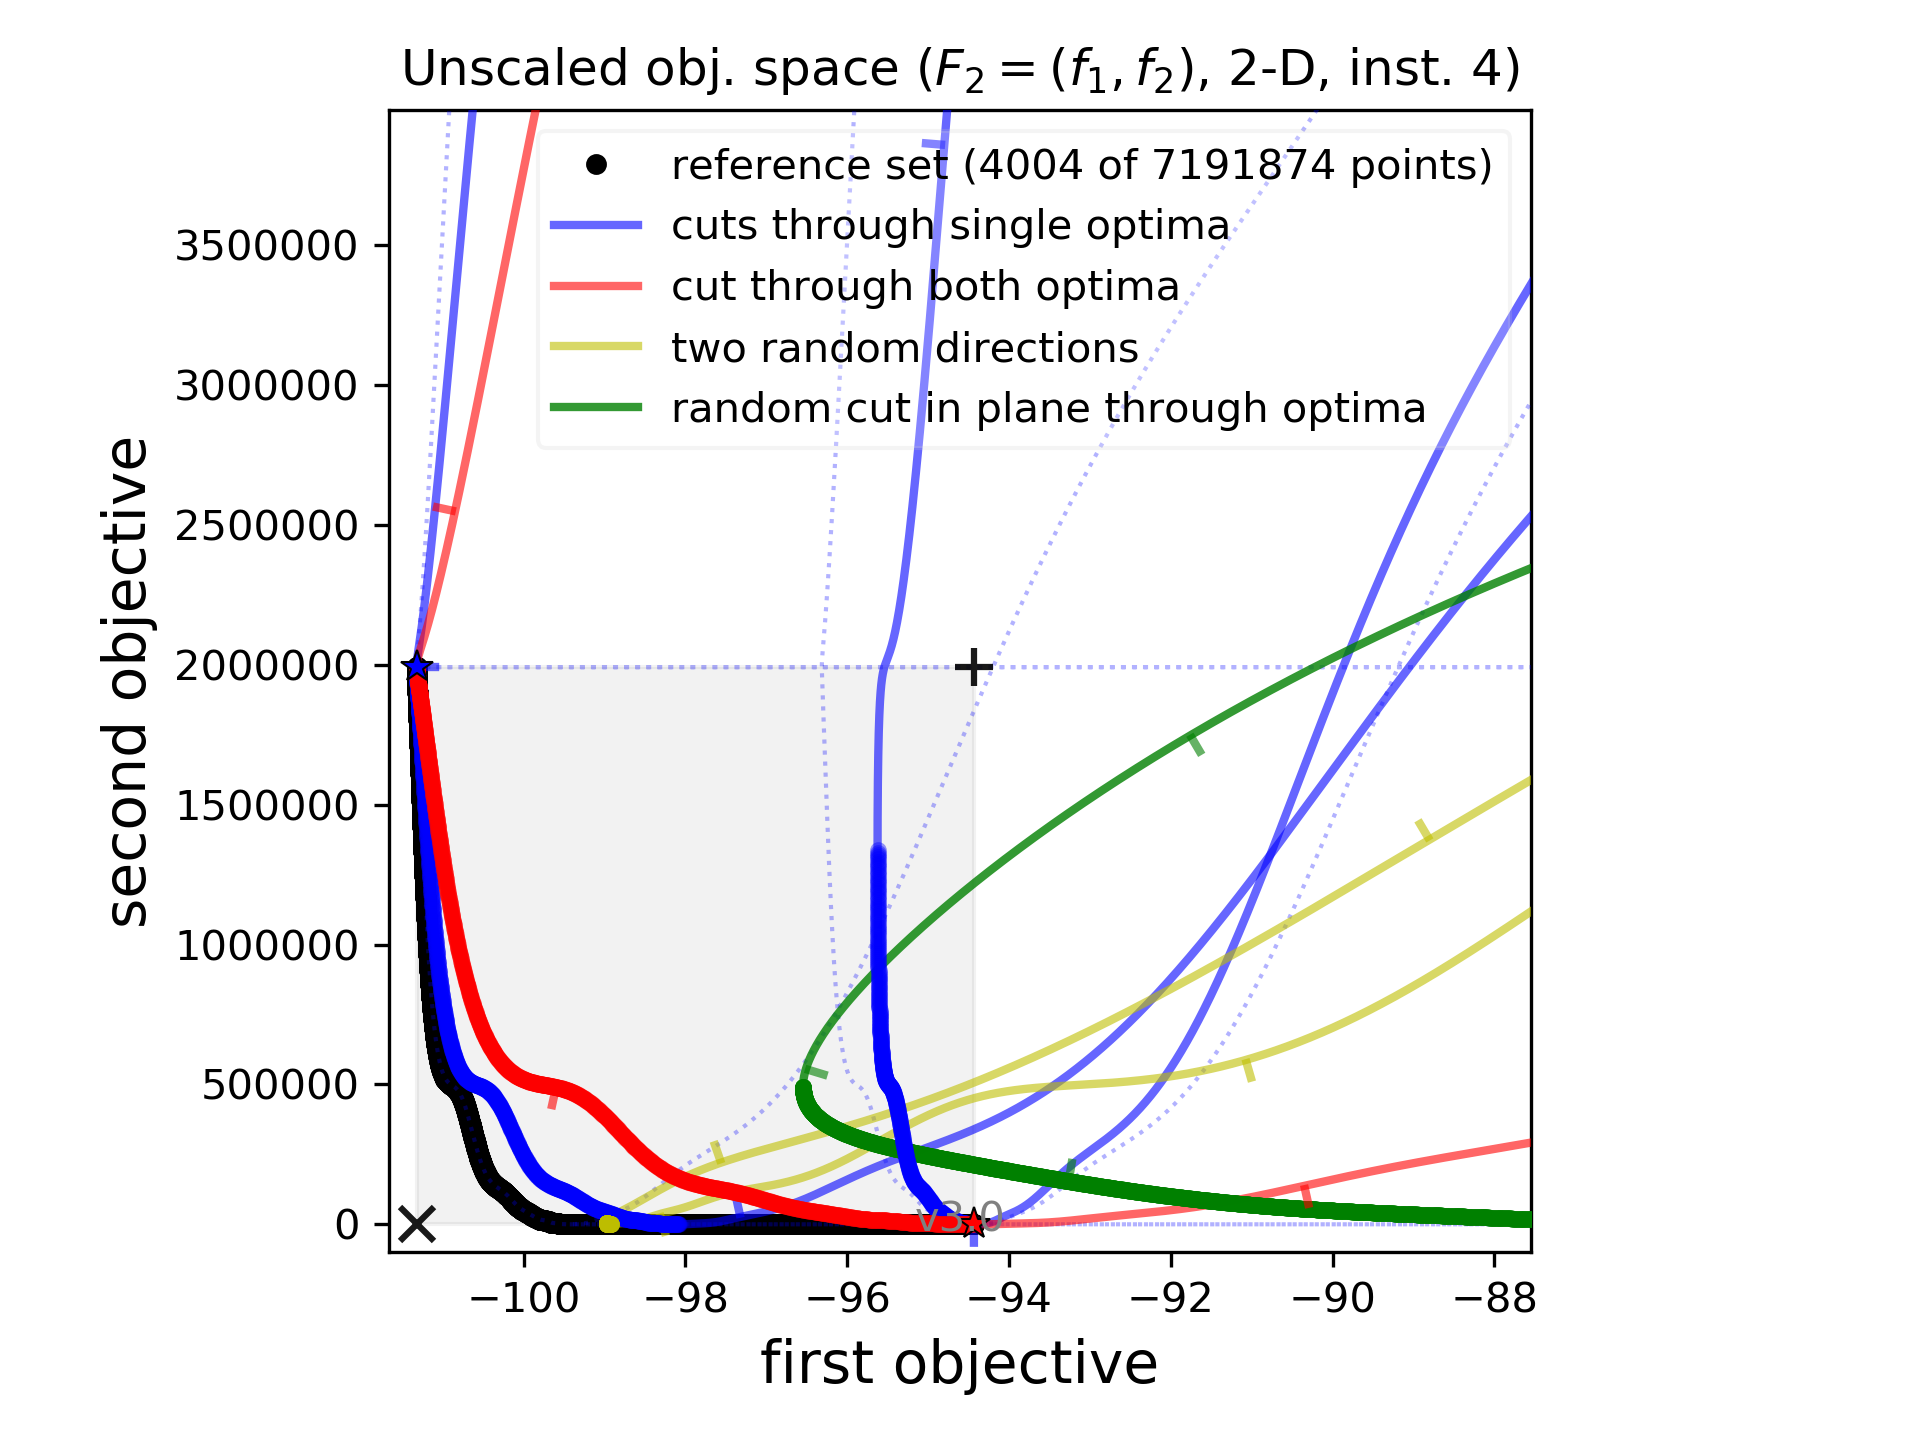 Unscaled obj. space (F₂ = (f₁, f₂), 2-D, inst. 4)
reference set (4004 of 7191874 points)
cuts through single optima
cut through both optima
two random directions
random cut in plane through optima
second objective
3500000
3000000
2500000
2000000
1500000
1000000
500000
0
v3.0
−100 −98 −96 −94 −92 −90 −88
first objective